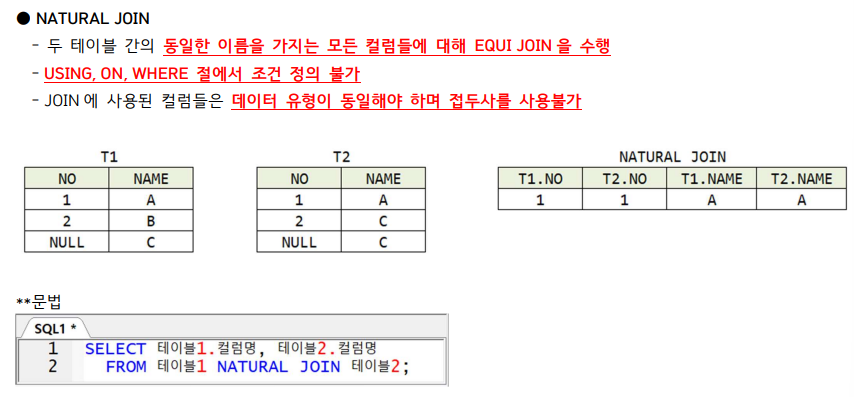 ● NATURAL JOIN
- 두 테이블 간의 동일한 이름을 가지는 모든 컬럼들에 대해 EQUI JOIN 을 수행
- USING, ON, WHERE 절에서 조건 정의 불가
- JOIN 에 사용된 컬럼들은 데이터 유형이 동일해야 하며 접두사를 사용불가
T1 T2 NATURAL JOIN
NO NAME NO NAME T1.NO T2.NO T1.NAME T2.NAME
1 A 1 A 1 1 A A
2 B 2 C
NULL C NULL C
**문법
SQL1 *
1 SELECT 테이블1.컬럼명, 테이블2.컬럼명
2 FROM 테이블1 NATURAL JOIN 테이블2;